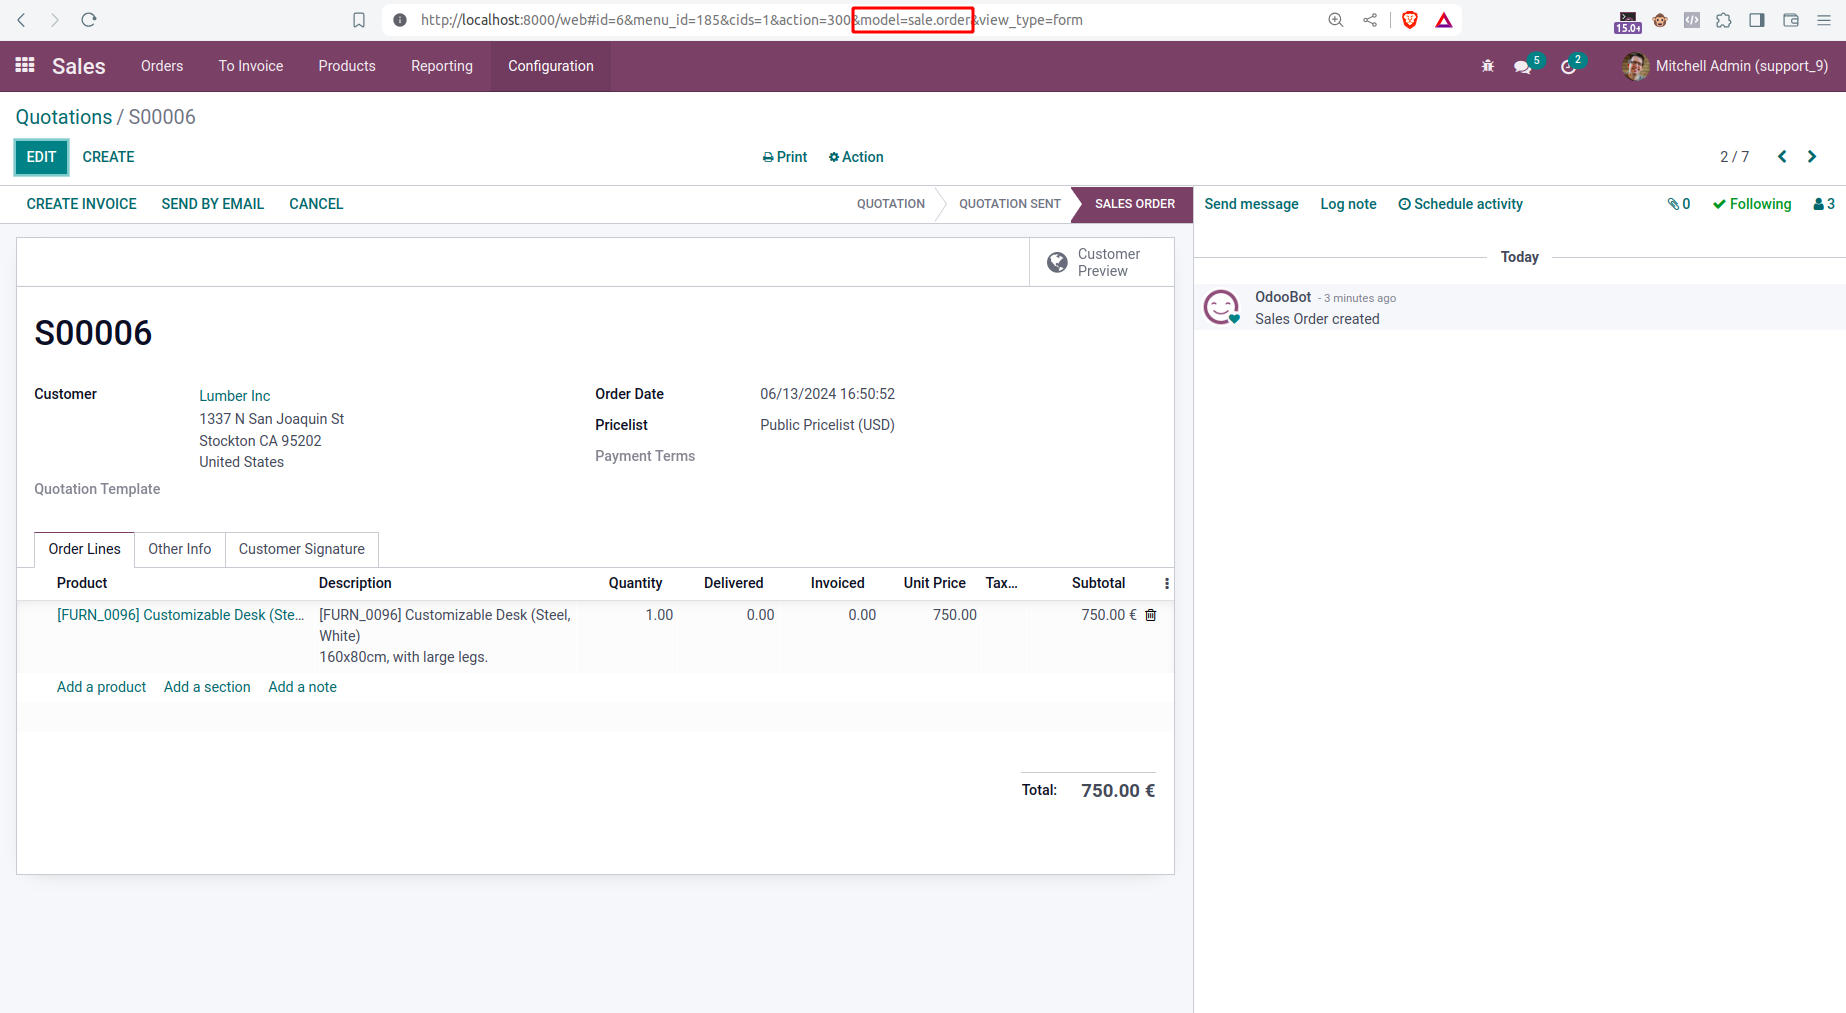 http://localhost:8000/web#id=6&menu_id=185&cids=1&action=300&model=sale.order&view_type=form
15.0+
Sales
Orders
To Invoice
Products
Reporting
Configuration
5
2
Mitchell Admin (support_9)
Quotations / S00006
EDIT
CREATE
Print
Action
2 / 7
CREATE INVOICE
SEND BY EMAIL
CANCEL
QUOTATION
QUOTATION SENT
SALES ORDER
Send message
Log note
Schedule activity
0
Following
3
Customer
Preview
Today
OdooBot - 3 minutes ago
Sales Order created
S00006
Customer
Lumber Inc
1337 N San Joaquin St
Stockton CA 95202
United States
Quotation Template
Order Date 06/13/2024 16:50:52
Pricelist Public Pricelist (USD)
Payment Terms
Order Lines
Other Info
Customer Signature
Product Description Quantity Delivered Invoiced Unit Price Tax... Subtotal
[FURN_0096] Customizable Desk (Ste... [FURN_0096] Customizable Desk (Steel, 1.00 0.00 0.00 750.00 750.00 €
White)
160x80cm, with large legs.
Add a product Add a section Add a note
Total: 750.00 €